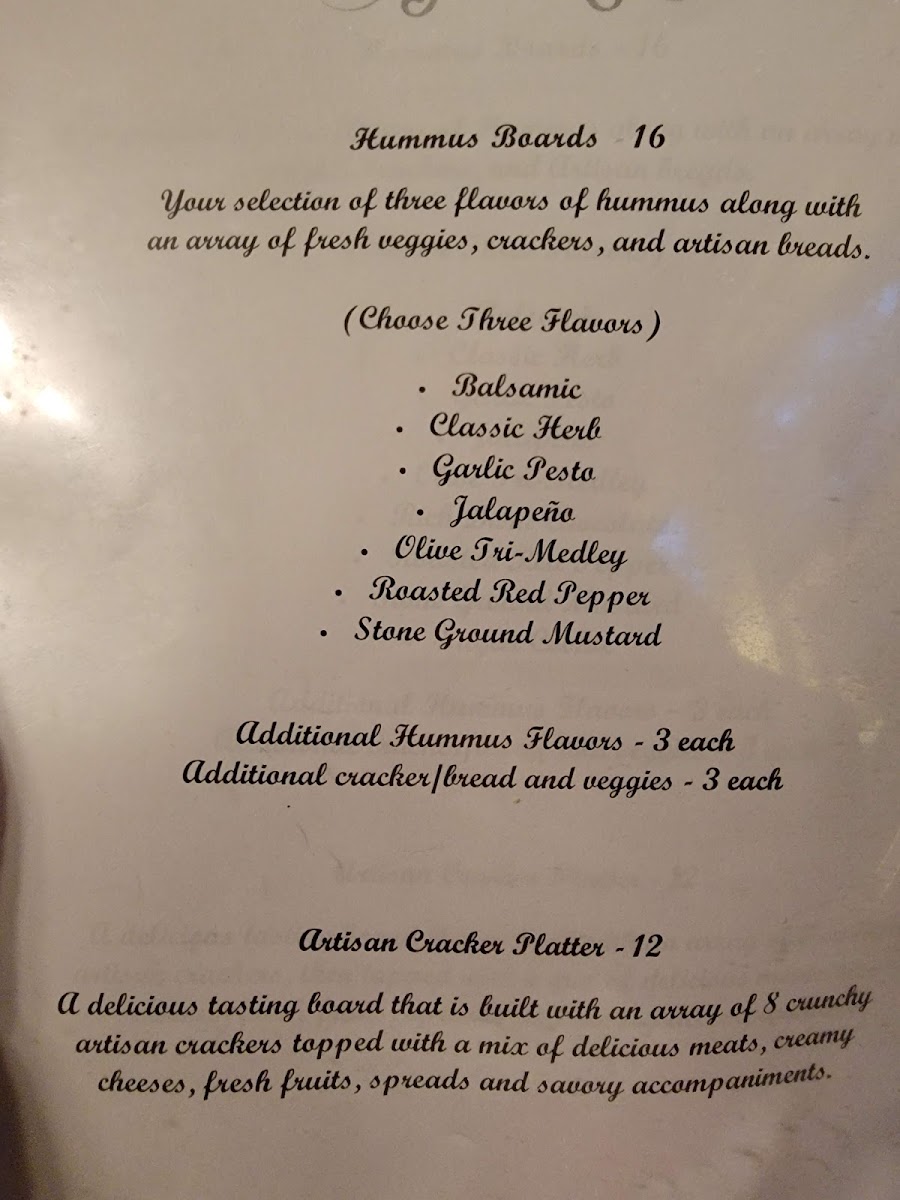 Hummus Boards - 16
Your selection of three flavors of hummus along with
an array of fresh veggies, crackers, and artisan breads.
(Choose Three Flavors)
• Balsamic
• Classic Herb
• Garlic Pesto
• Jalapeño
• Olive Tri-Medley
• Roasted Red Pepper
• Stone Ground Mustard
Additional Hummus Flavors - 3 each
Additional cracker/bread and veggies - 3 each
Artisan Cracker Platter - 12
A delicious tasting board that is built with an array of 8 crunchy
artisan crackers topped with a mix of delicious meats, creamy
cheeses, fresh fruits, spreads and savory accompaniments.